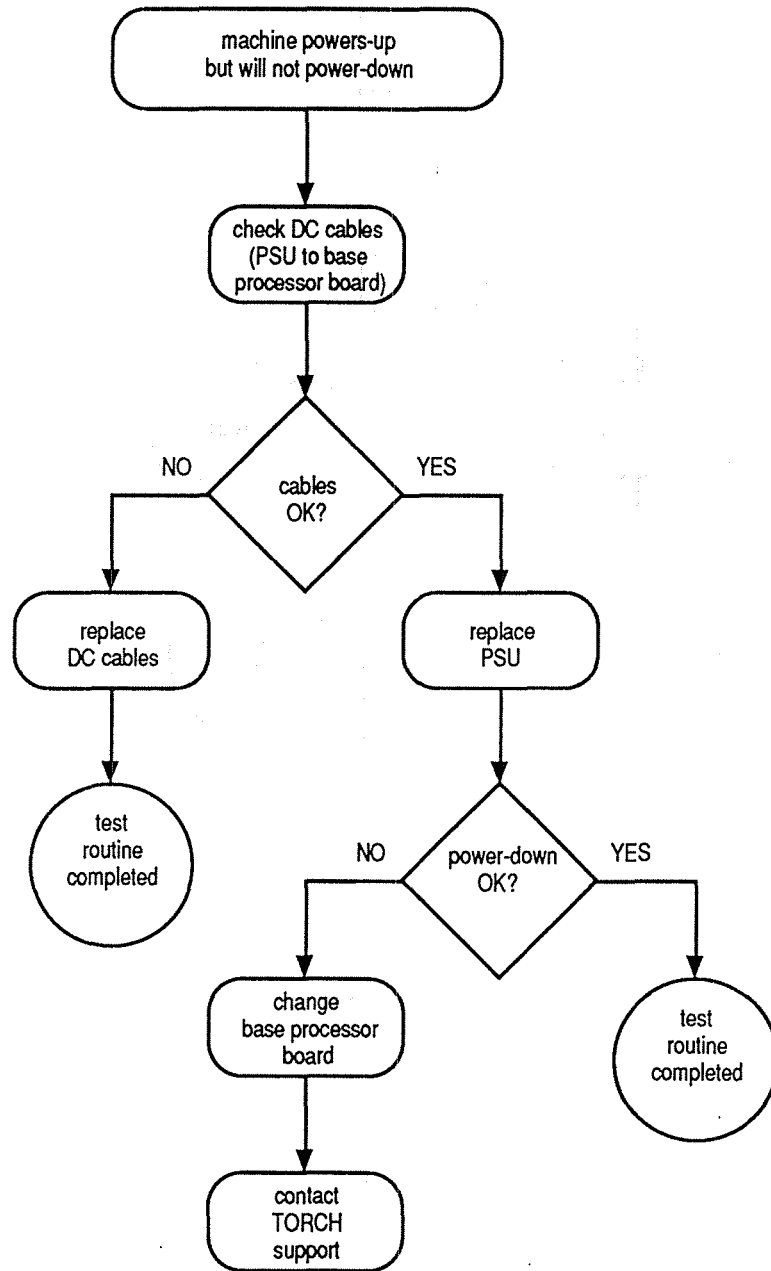 machine powers-up
but will not power-down
check DC cables
(PSU to base
processor board)
NO
YES
cables
OK?
replace
DC cables
replace
PSU
test
routine
completed
NO
YES
power-down
OK?
change
base processor
board
test
routine
completed
contact
TORCH
support